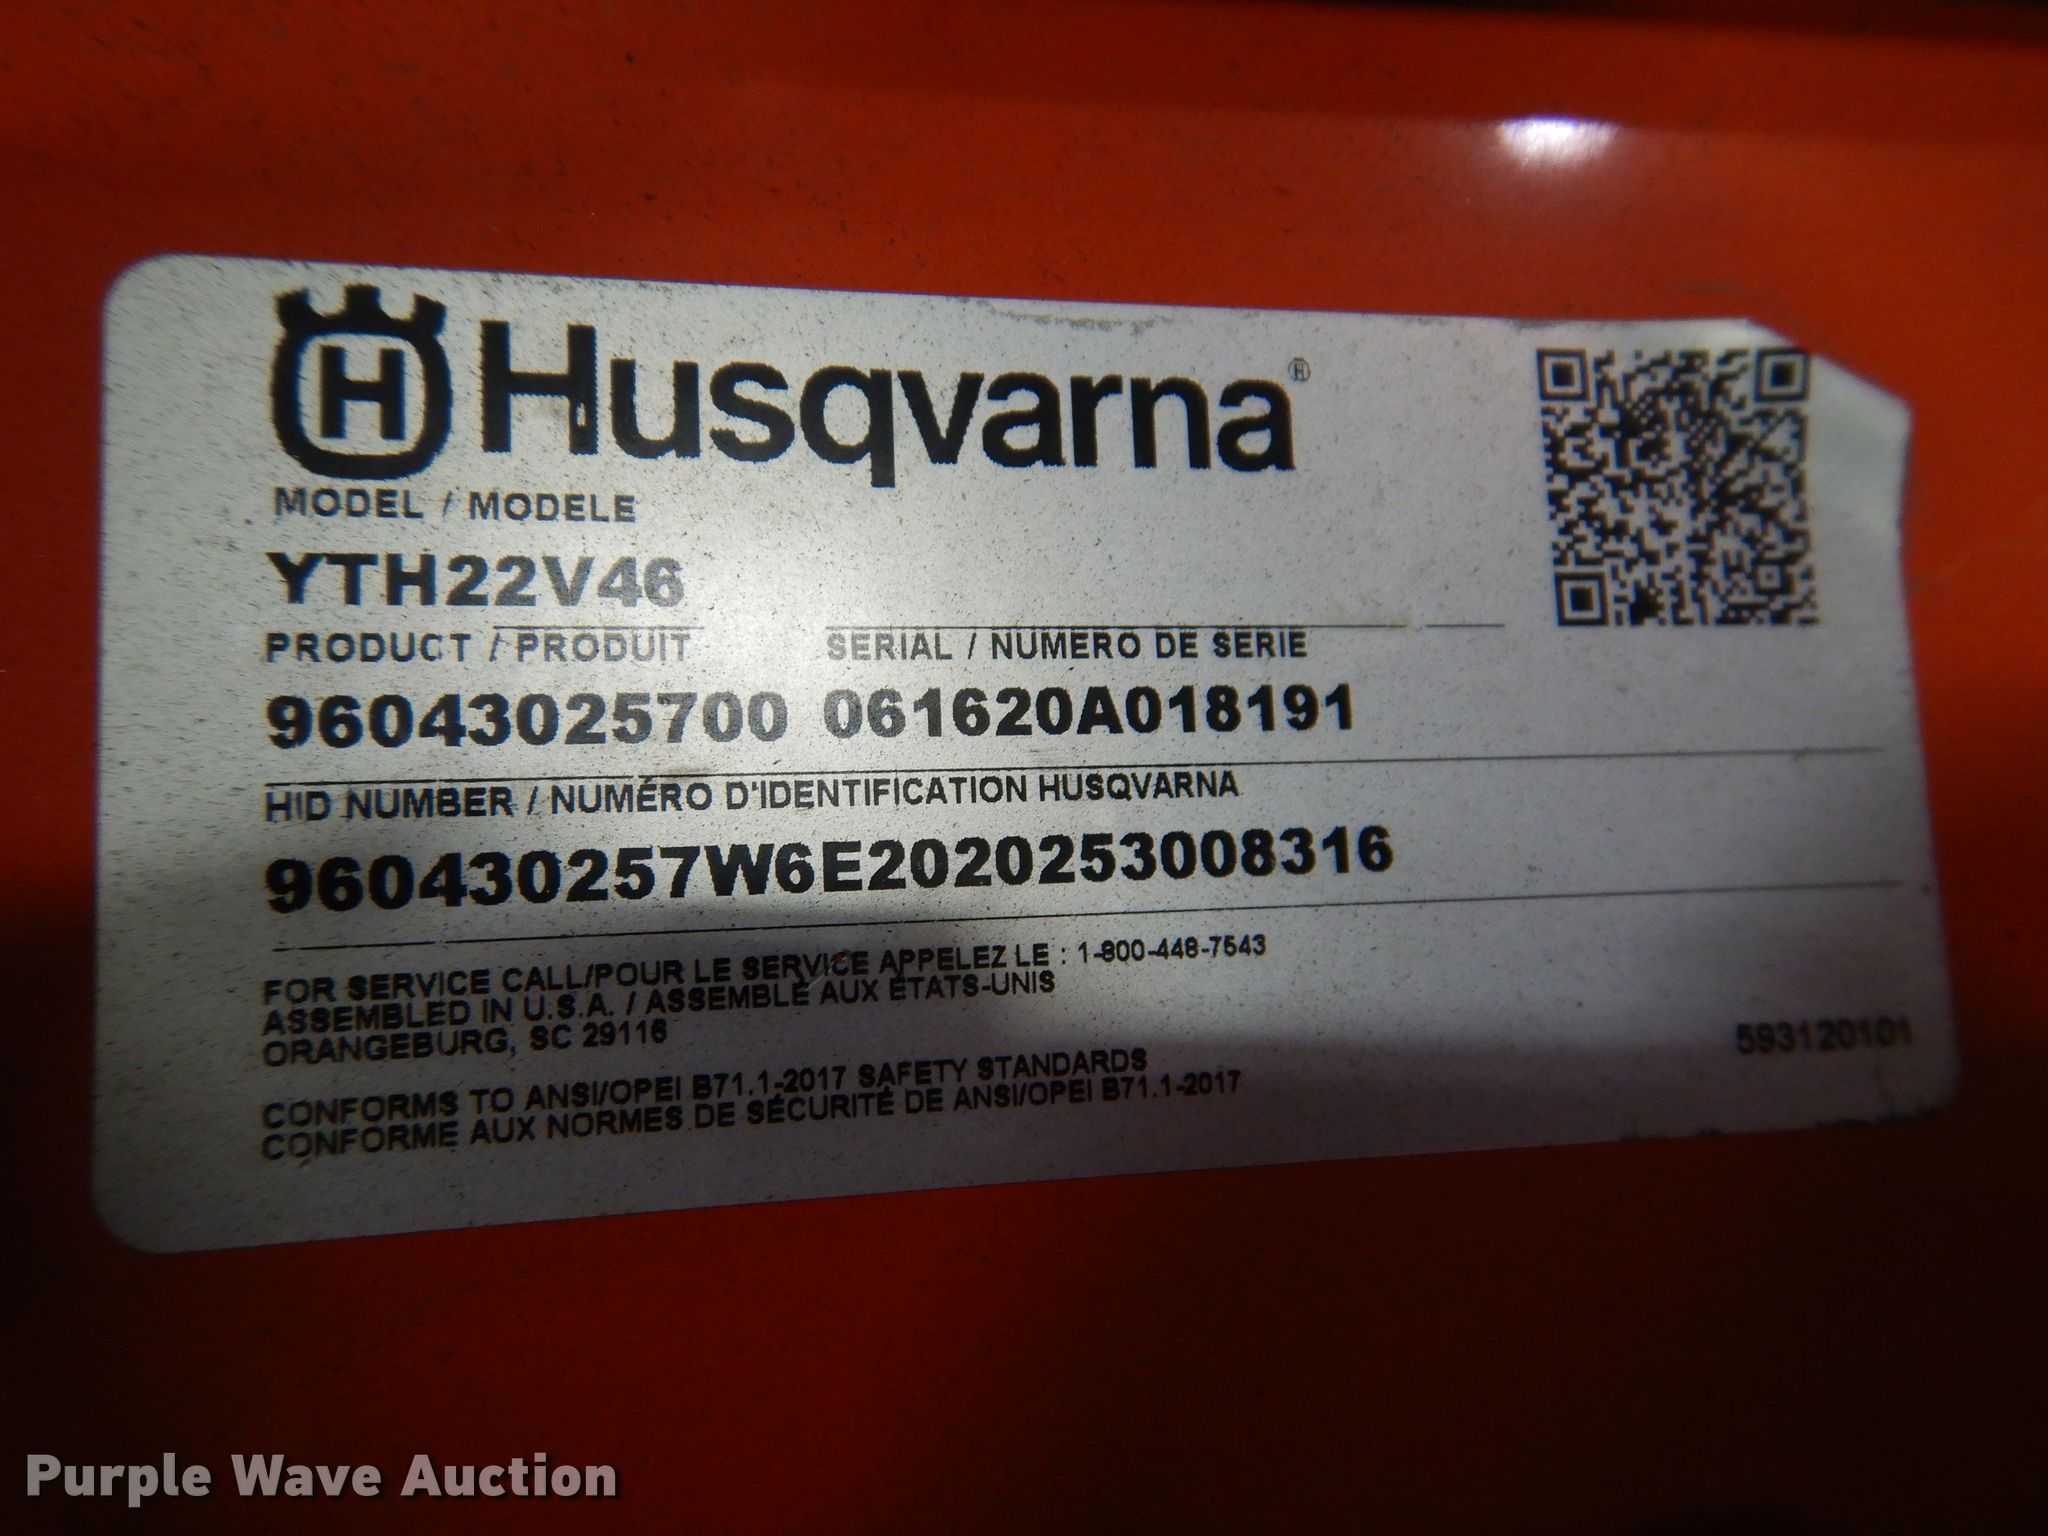 Husqvarna
MODEL / MODELE
YTH22V46
PRODUCT / PRODUIT SERIAL / NUMERO DE SERIE
96043025700 061620A018191
HID NUMBER / NUMÉRO D'IDENTIFICATION HUSQVARNA
960430257W6E2020253008316
FOR SERVICE CALL/POUR LE SERVICE APPELEZ LE : 1-800-448-7543
ASSEMBLED IN U.S.A. / ASSEMBLÉ AUX ÉTATS-UNIS
ORANGEBURG, SC 29116
593120101
CONFORMS TO ANSI/OPEI B71.1-2017 SAFETY STANDARDS
CONFORME AUX NORMES DE SÉCURITÉ DE ANSI/OPEI B71.1-2017
Purple Wave Auction